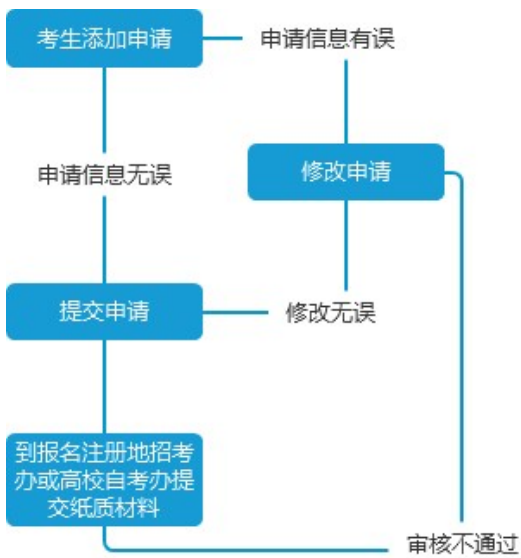 考生添加申请
申请信息有误
申请信息无误
修改申请
提交申请
修改无误
到报名注册地招考
办或高校自考办提
交纸质材料
审核不通过